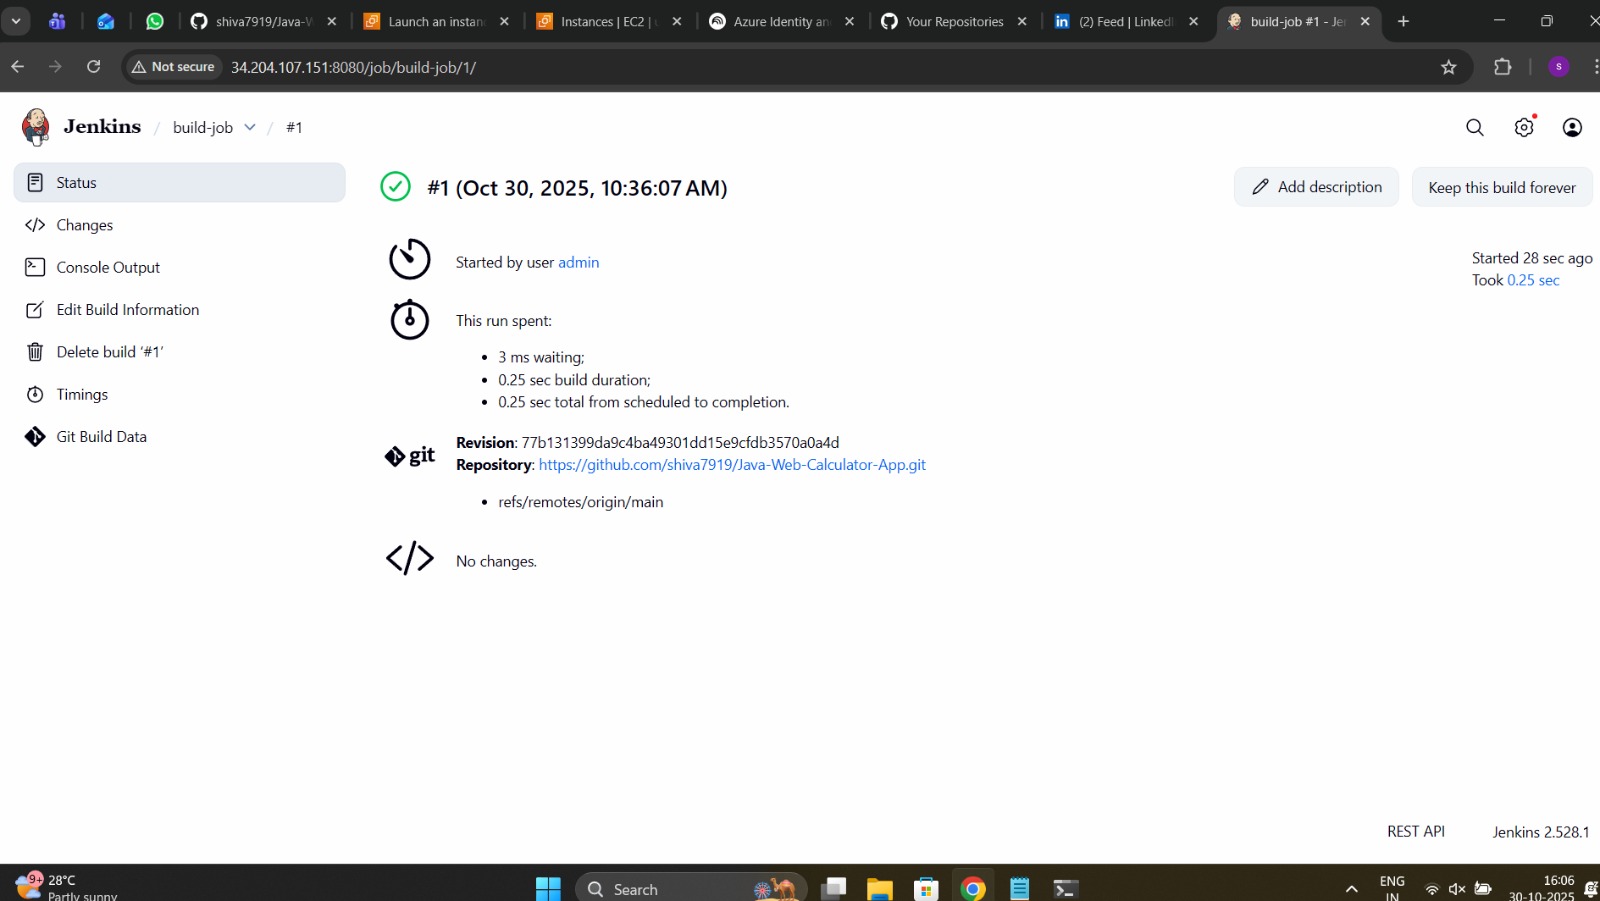 shiva7919/Java-W
Launch an instanc
Instances | EC2 | u
Azure Identity an
Your Repositories
(2) Feed | LinkedI
build-job #1 - Jen
Not secure
34.204.107.151:8080/job/build-job/1/
s
Jenkins / build-job / #1
Status
Changes
Console Output
Edit Build Information
Delete build ‘#1’
Timings
Git Build Data
#1 (Oct 30, 2025, 10:36:07 AM)
Add description
Keep this build forever
Started by user admin
Started 28 sec ago
Took 0.25 sec
This run spent:
• 3 ms waiting;
• 0.25 sec build duration;
• 0.25 sec total from scheduled to completion.
git
Revision: 77b131399da9c4ba49301dd15e9cfdb3570a0a4d
Repository: https://github.com/shiva7919/Java-Web-Calculator-App.git
• refs/remotes/origin/main
No changes.
REST API
Jenkins 2.528.1
9+
28°C
Partly sunny
Search
ENG
IN
16:06
30-10-2025